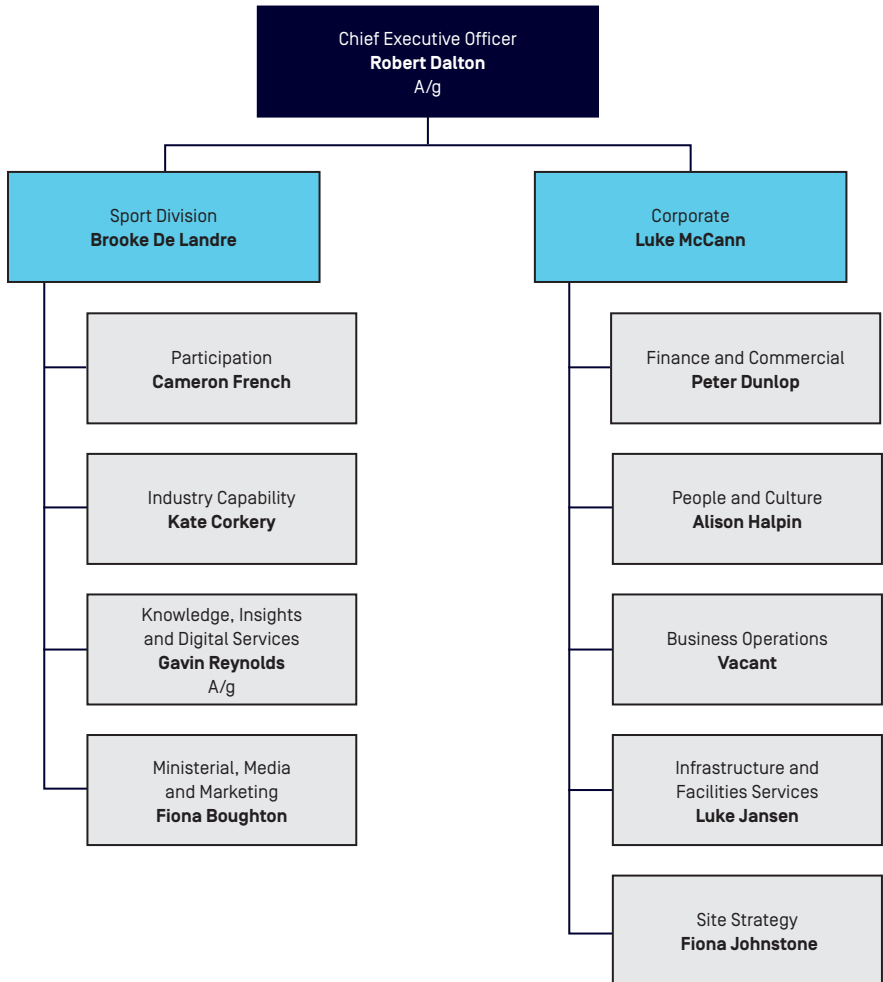 Chief Executive Officer
Robert Dalton
A/g
Sport Division
Brooke De Landre
Participation
Cameron French
Industry Capability
Kate Corkery
Knowledge, Insights
and Digital Services
Gavin Reynolds
A/g
Ministerial, Media
and Marketing
Fiona Boughton
Corporate
Luke McCann
Finance and Commercial
Peter Dunlop
People and Culture
Alison Halpin
Business Operations
Vacant
Infrastructure and
Facilities Services
Luke Jansen
Site Strategy
Fiona Johnstone